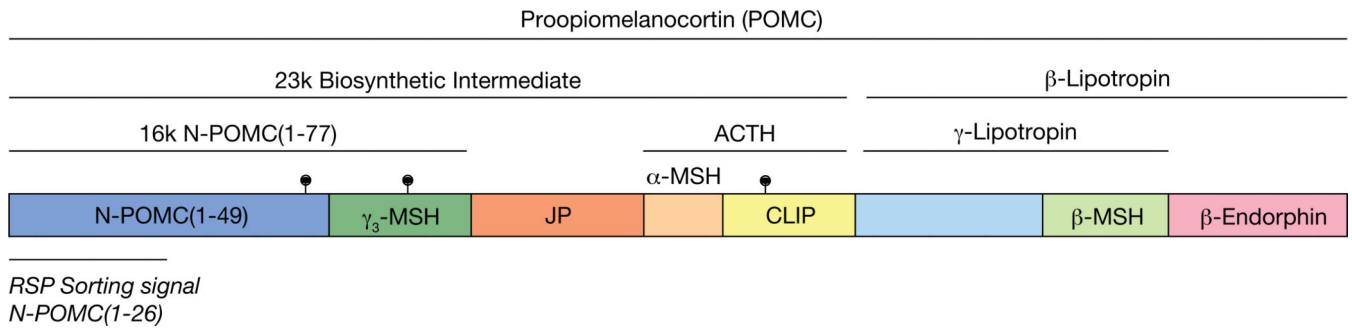 Proopiomelanocortin (POMC)
23k Biosynthetic Intermediate
β-Lipotropin
16k N-POMC(1-77)
ACTH
γ-Lipotropin
α-MSH
N-POMC(1-49)
γ₃-MSH
JP
CLIP
β-MSH
β-Endorphin
RSP Sorting signal
N-POMC(1-26)